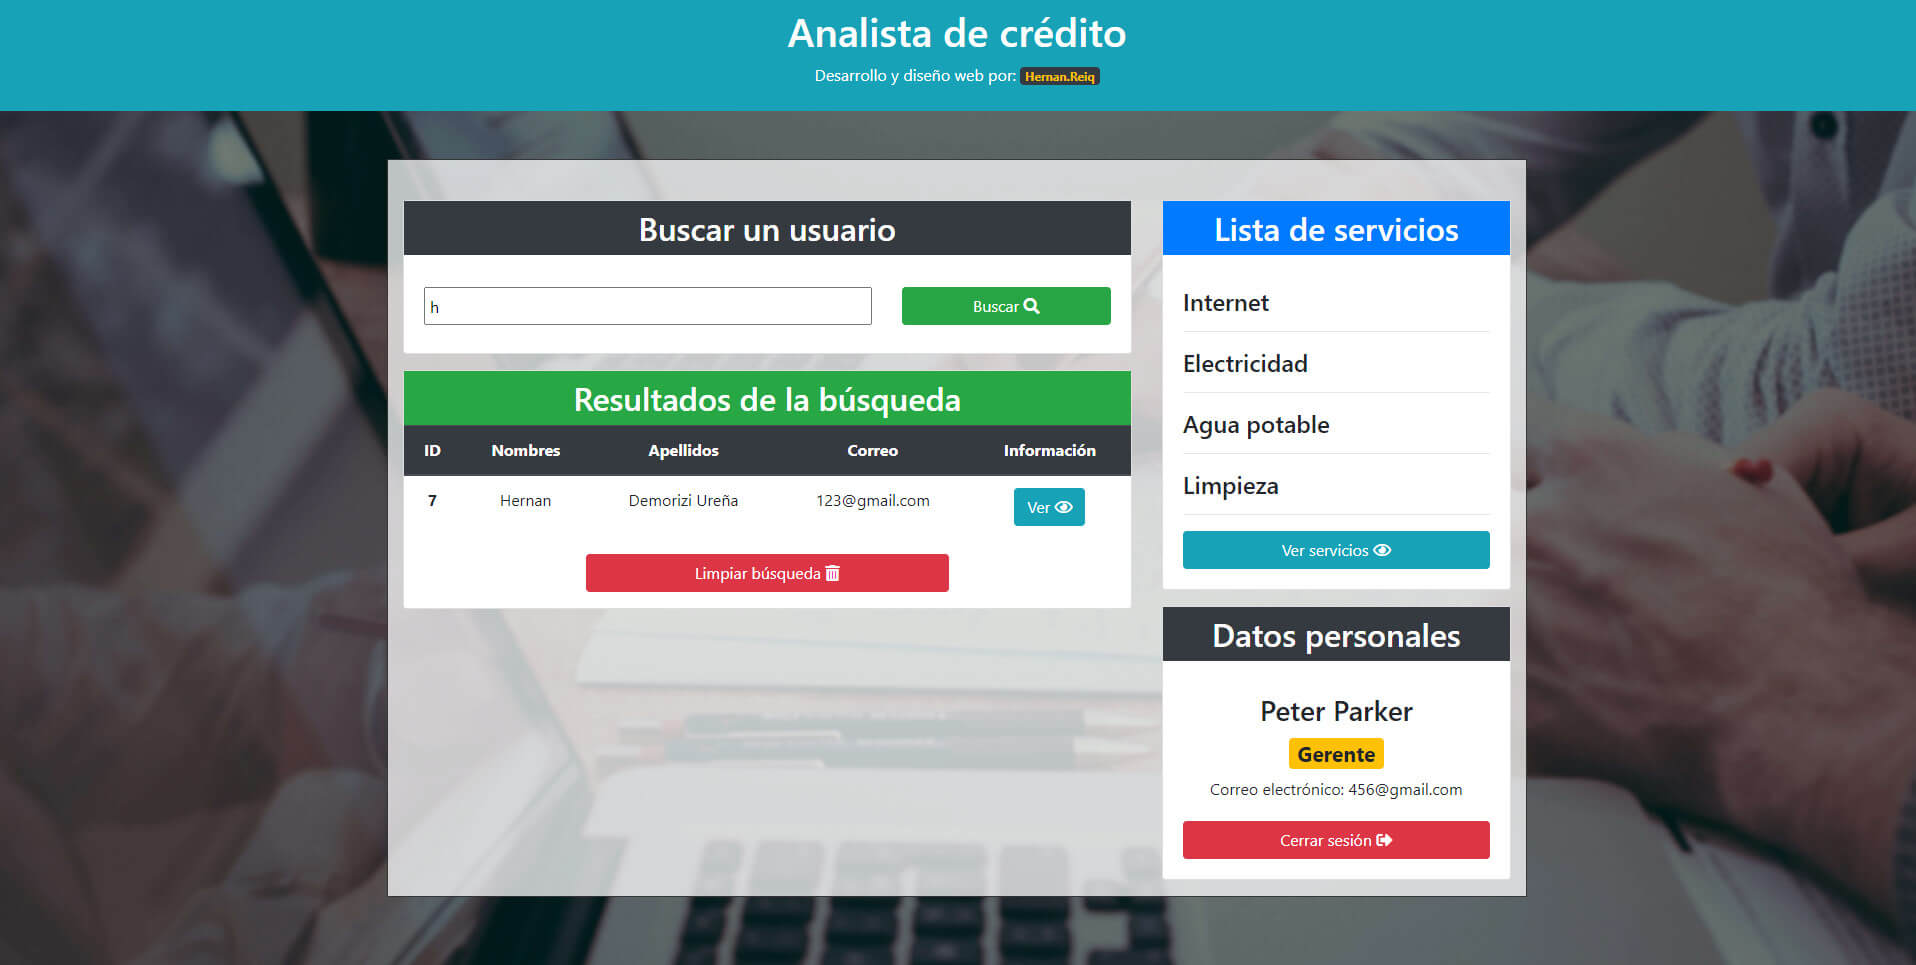 Analista de crédito
Desarrollo y diseño web por: Hernan.Reiq
Buscar un usuario
h
Buscar
Resultados de la búsqueda
ID Nombres Apellidos Correo Información
7 Hernan Demorizi Ureña 123@gmail.com Ver
Limpiar búsqueda
Lista de servicios
Internet
Electricidad
Agua potable
Limpieza
Ver servicios
Datos personales
Peter Parker
Gerente
Correo electrónico: 456@gmail.com
Cerrar sesión